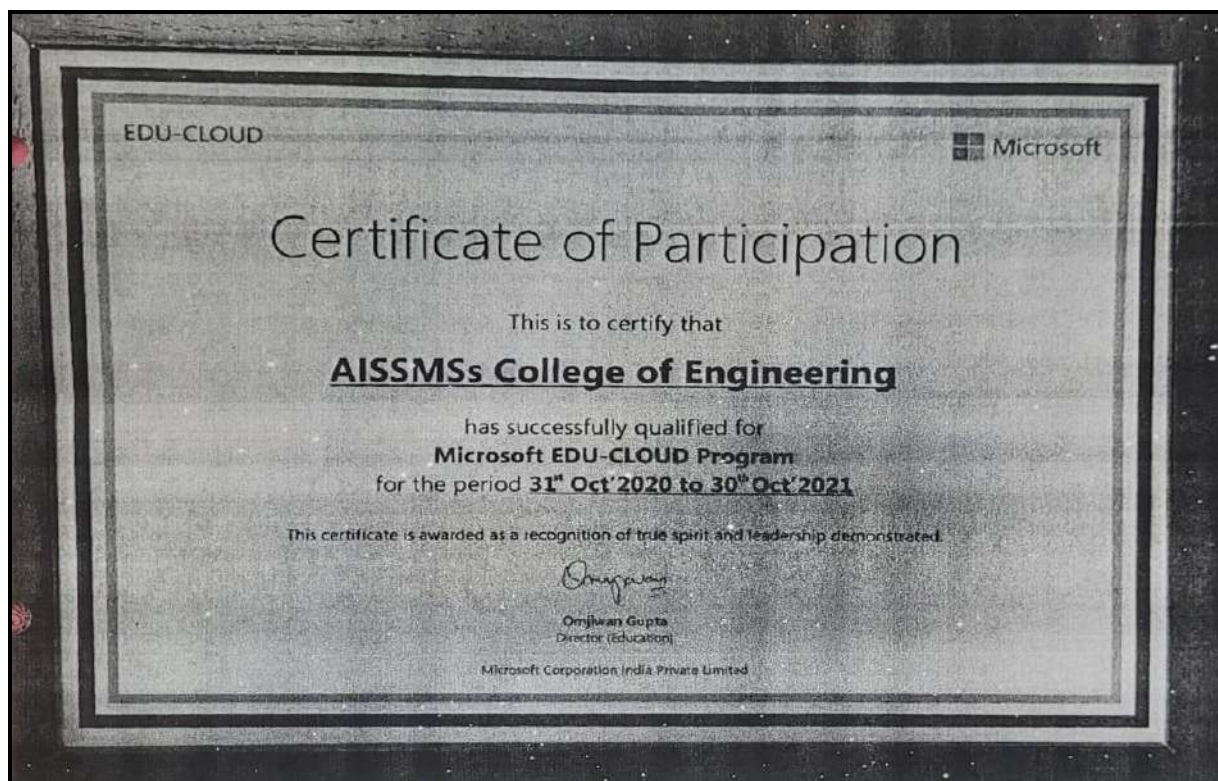 EDU-CLOUD
Microsoft
Certificate of Participation
This is to certify that
AISSMSs College of Engineering
has successfully qualified for
Microsoft EDU-CLOUD Program
for the period 31st Oct'2020 to 30th Oct'2021
This certificate is awarded as a recognition of true spirit and leadership demonstrated.
Omjiwan Gupta
Director (Education)
Microsoft Corporation India Private Limited